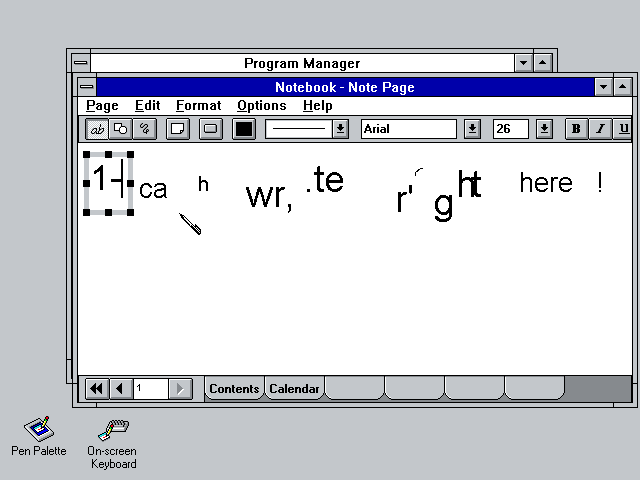 Program Manager
Notebook - Note Page
Page Edit Format Options Help
ab Arial 26 B I U
1- ca h wr, .te r' g ht here !
1 Contents Calendar
Pen Palette
On-screen Keyboard